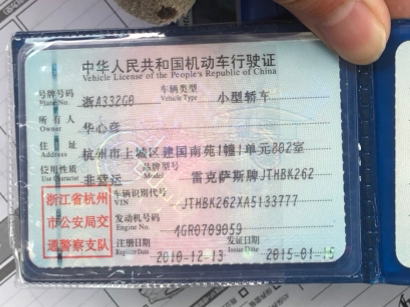 中华人民共和国机动车行驶证
Vehicle License of the People's Republic of China
号牌号码 浙A332GB 车辆类型 小型轿车
Plate No. Vehicle Type
所有人 华心彦
Owner
住址 杭州市上城区建国南苑1幢1单元802室
Address
使用性质 非营运 品牌型号 雷克萨斯牌JTHBK262
Use Character Model
浙江省杭州
市公安局交
通警察支队
车辆识别代号 JTHBK262XA5133777
VIN
发动机号码 4GR0709059
Engine No.
注册日期 2010-12-13 发证日期 2015-01-15
Register Date Issue Date